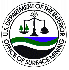 U.S. DEPARTMENT OF THE INTERIOR
OFFICE OF SURFACE MINING